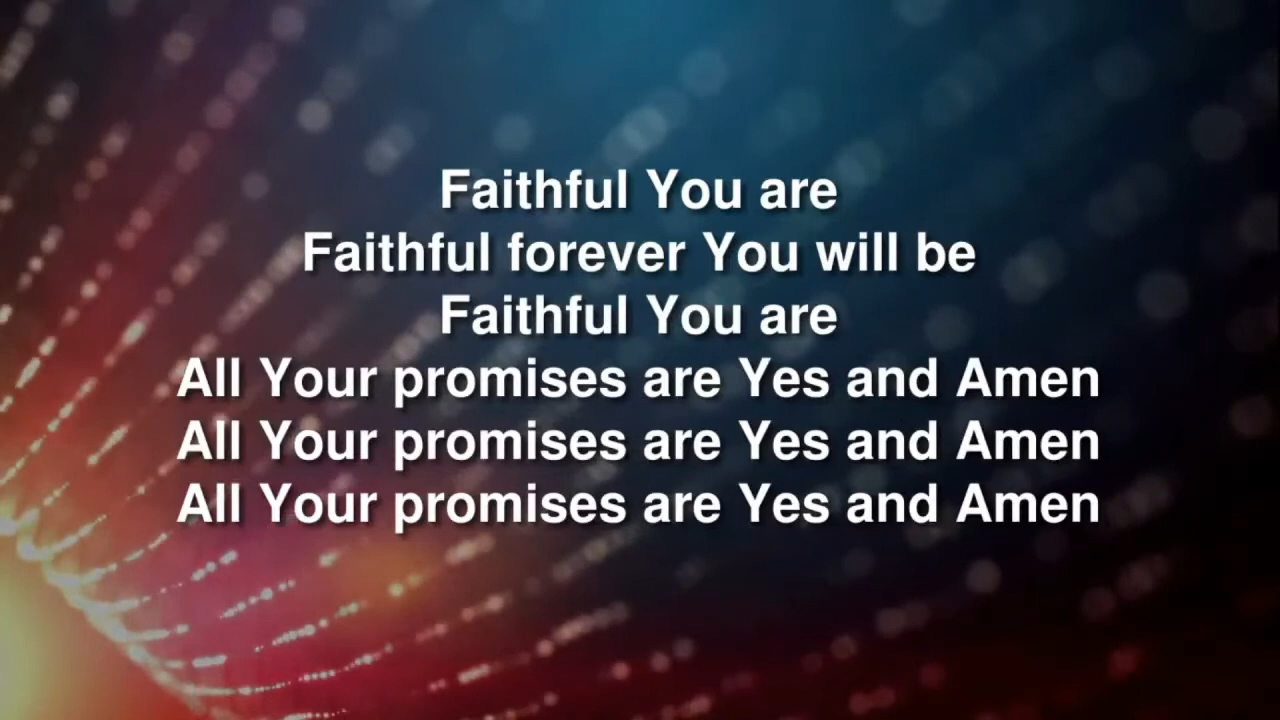 Faithful You are
Faithful forever You will be
Faithful You are
All Your promises are Yes and Amen
All Your promises are Yes and Amen
All Your promises are Yes and Amen